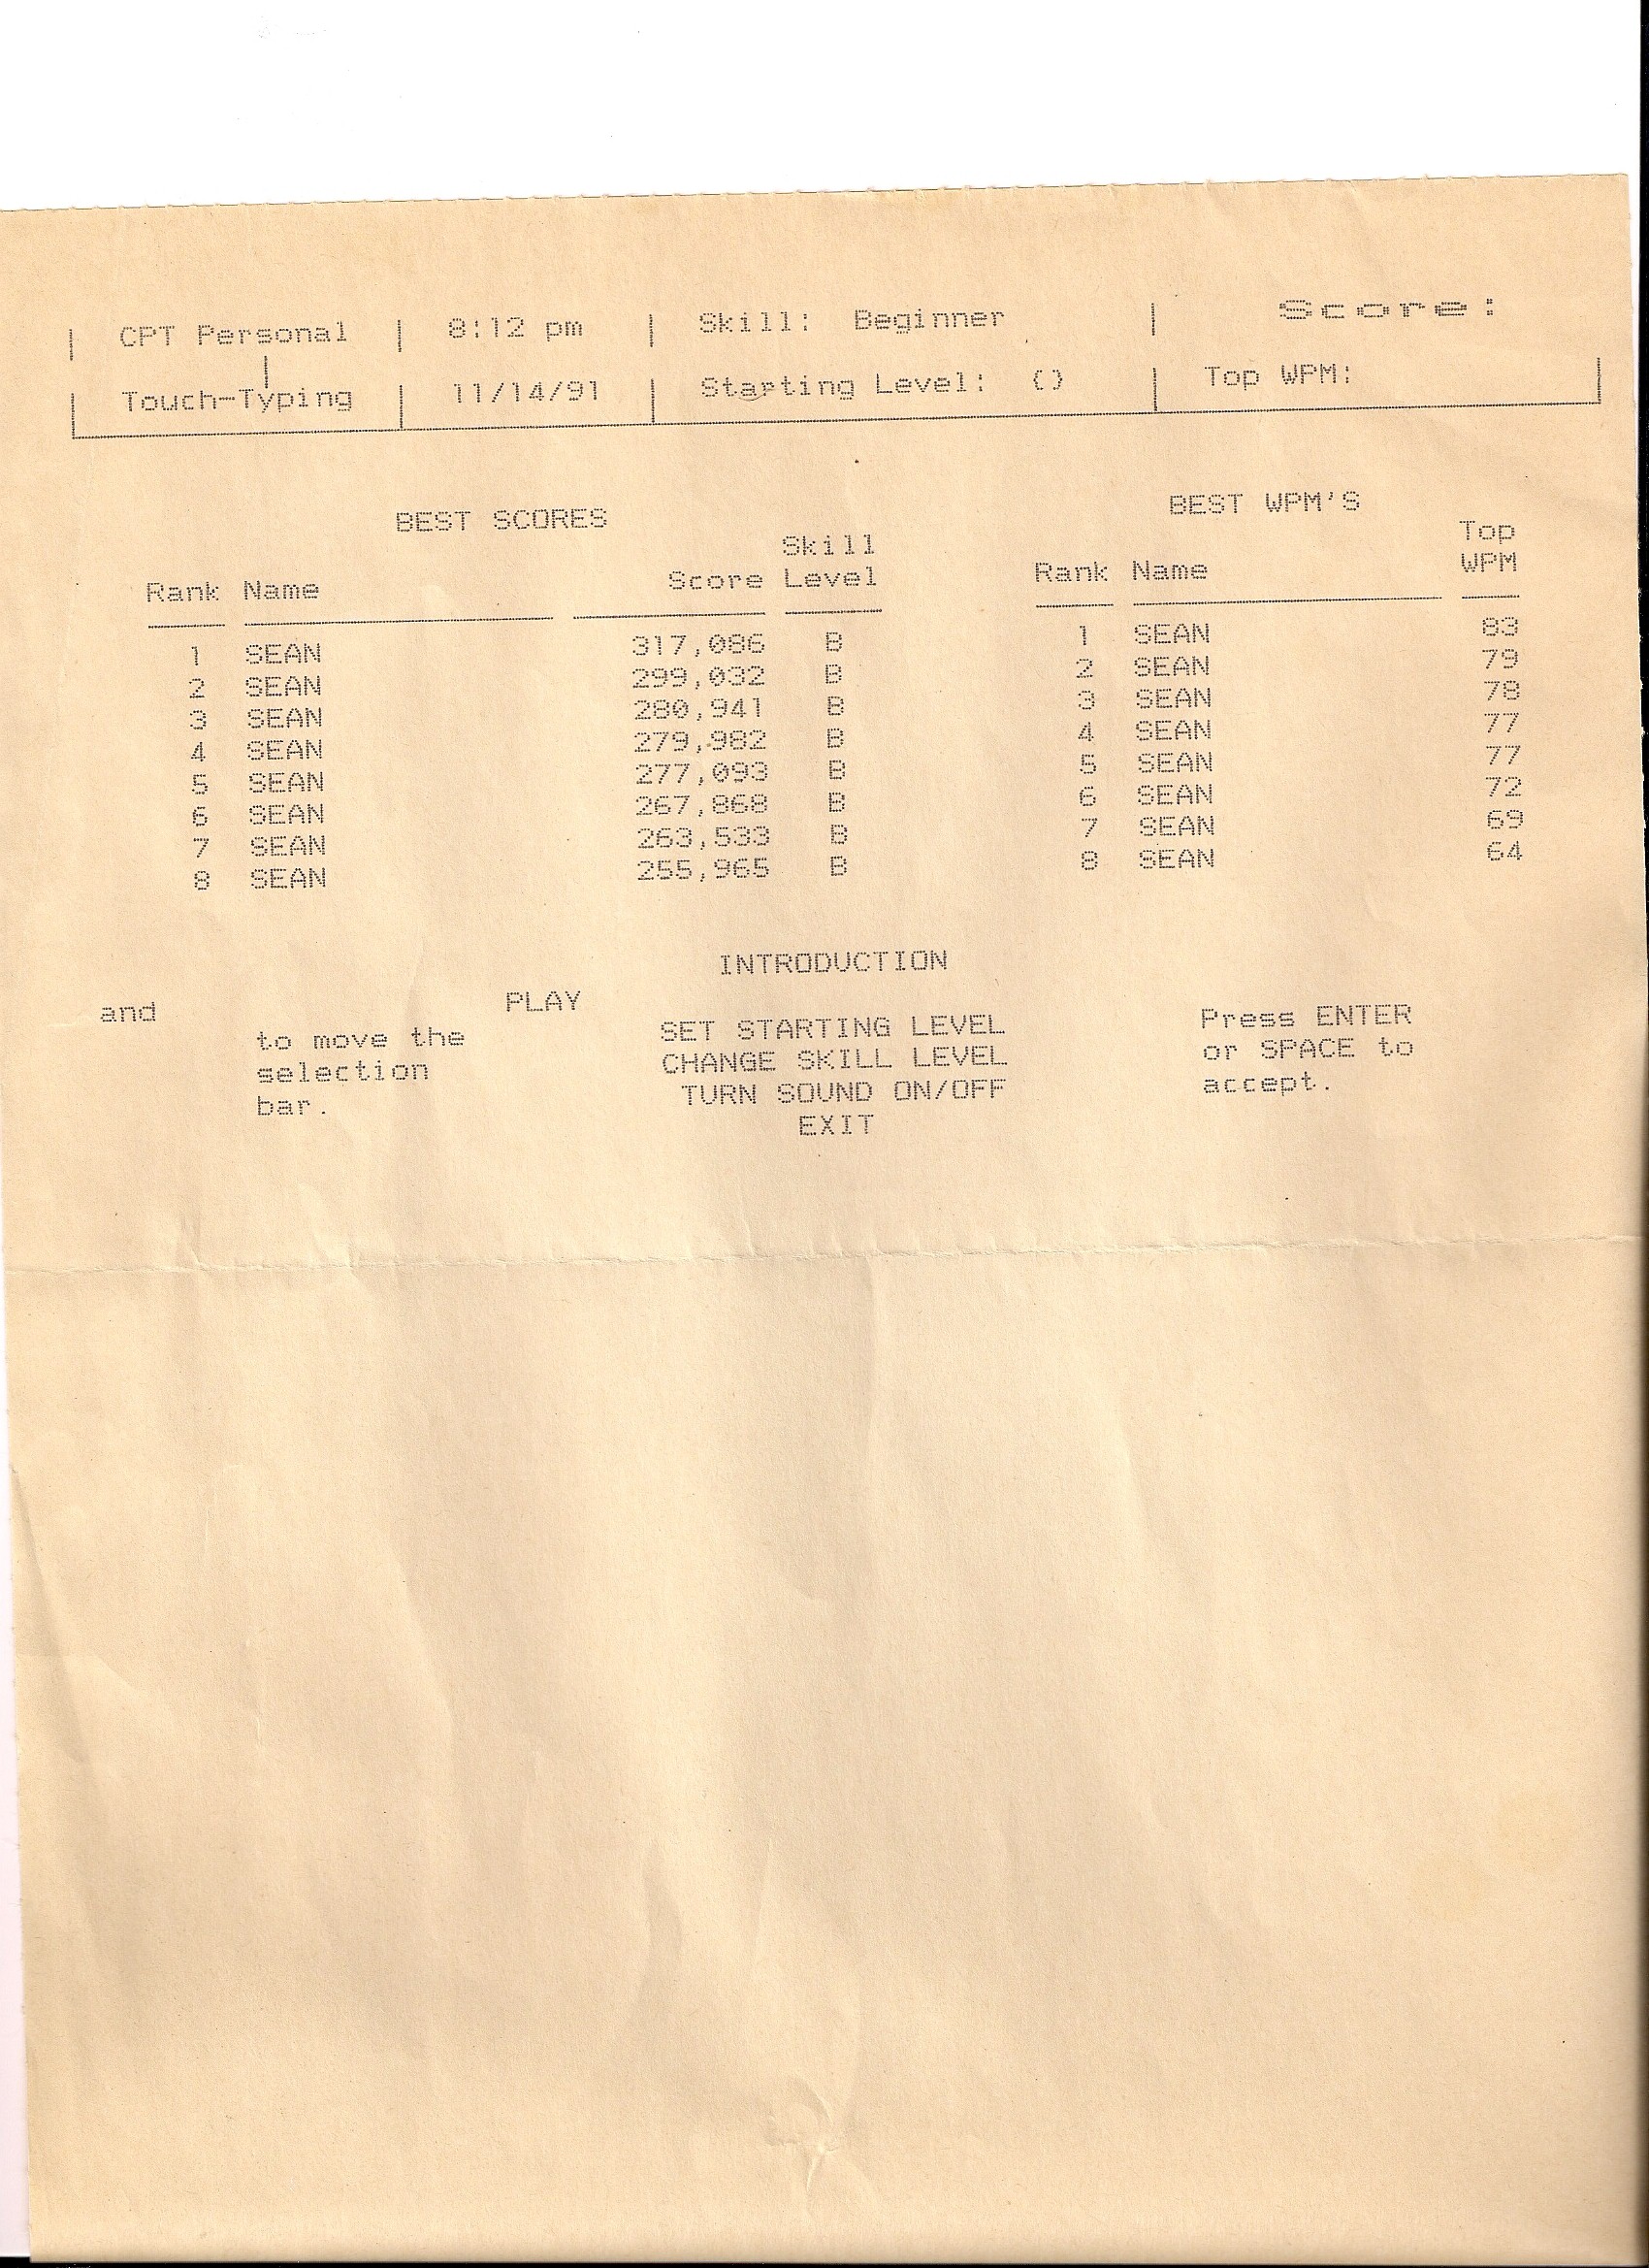 | CPT Personal | 8:12 pm | Skill: Beginner | Score:
| Touch-Typing | 11/14/91 | Starting Level: () | Top WPM: |
BEST SCORES BEST WPM'S
Skill Top
Rank Name Score Level Rank Name WPM
1 SEAN 317,086 B 1 SEAN 83
2 SEAN 299,032 B 2 SEAN 79
3 SEAN 280,941 B 3 SEAN 78
4 SEAN 279,982 B 4 SEAN 77
5 SEAN 277,093 B 5 SEAN 77
6 SEAN 267,868 B 6 SEAN 72
7 SEAN 263,533 B 7 SEAN 69
8 SEAN 255,965 B 8 SEAN 64
INTRODUCTION
and PLAY Press ENTER
to move the SET STARTING LEVEL or SPACE to
selection CHANGE SKILL LEVEL accept.
bar. TURN SOUND ON/OFF
EXIT